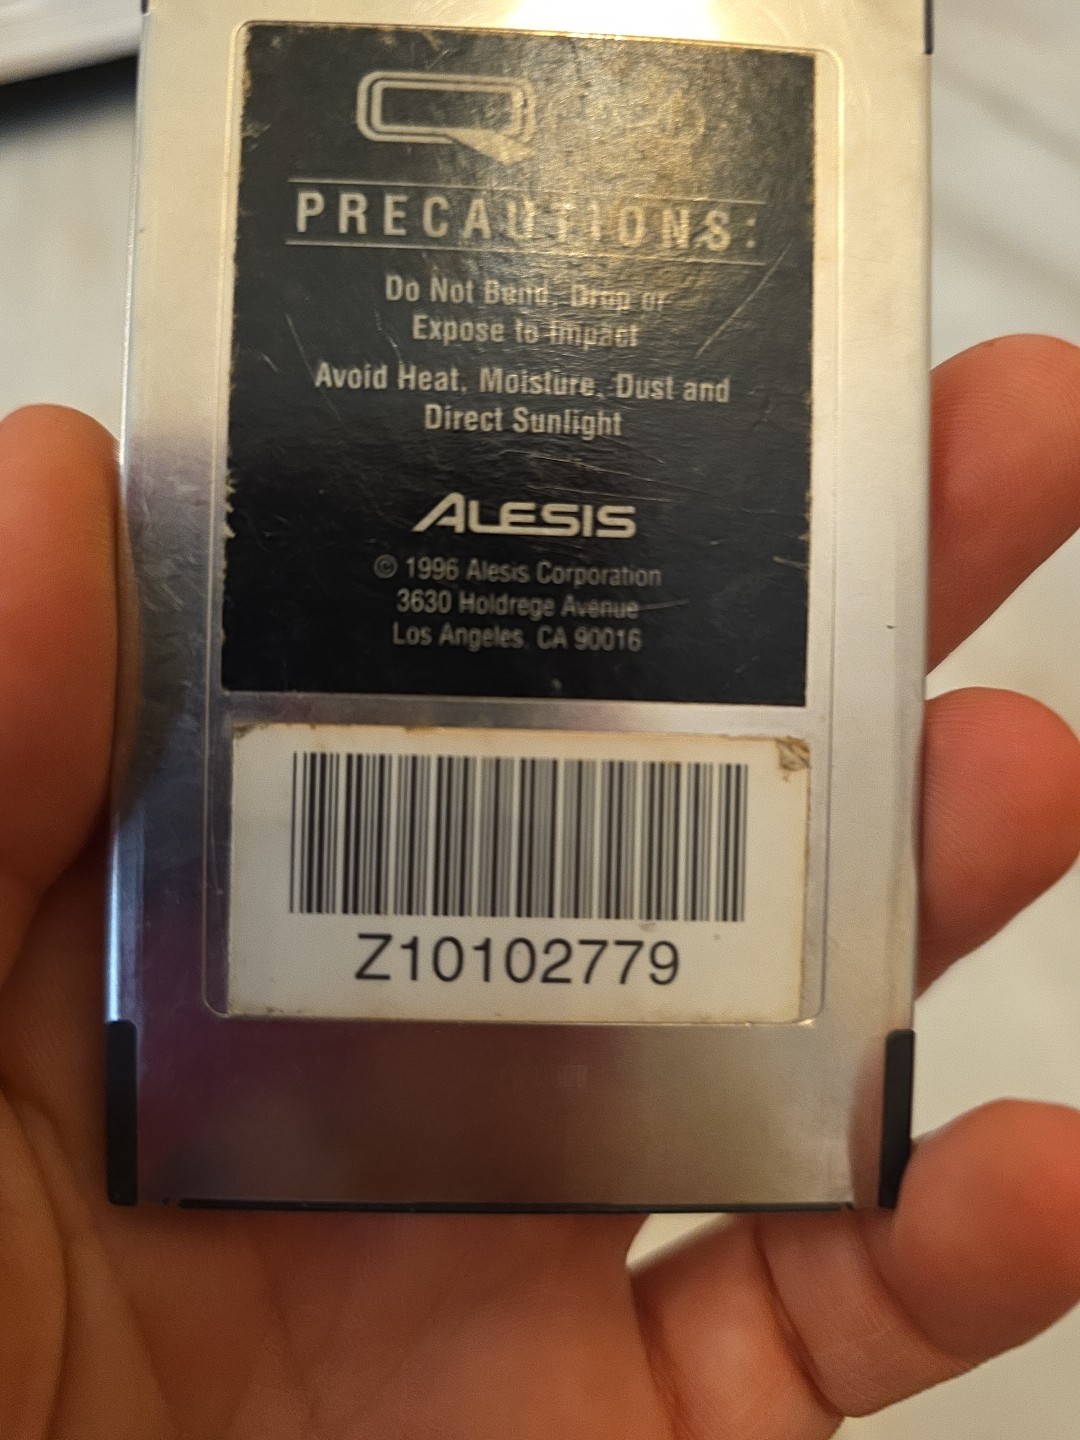 PRECAUTIONS:
Do Not Bend, Drop or
Expose to Impact
Avoid Heat, Moisture, Dust and
Direct Sunlight
ALESIS
© 1996 Alesis Corporation
3630 Holdrege Avenue
Los Angeles, CA 90016
Z10102779